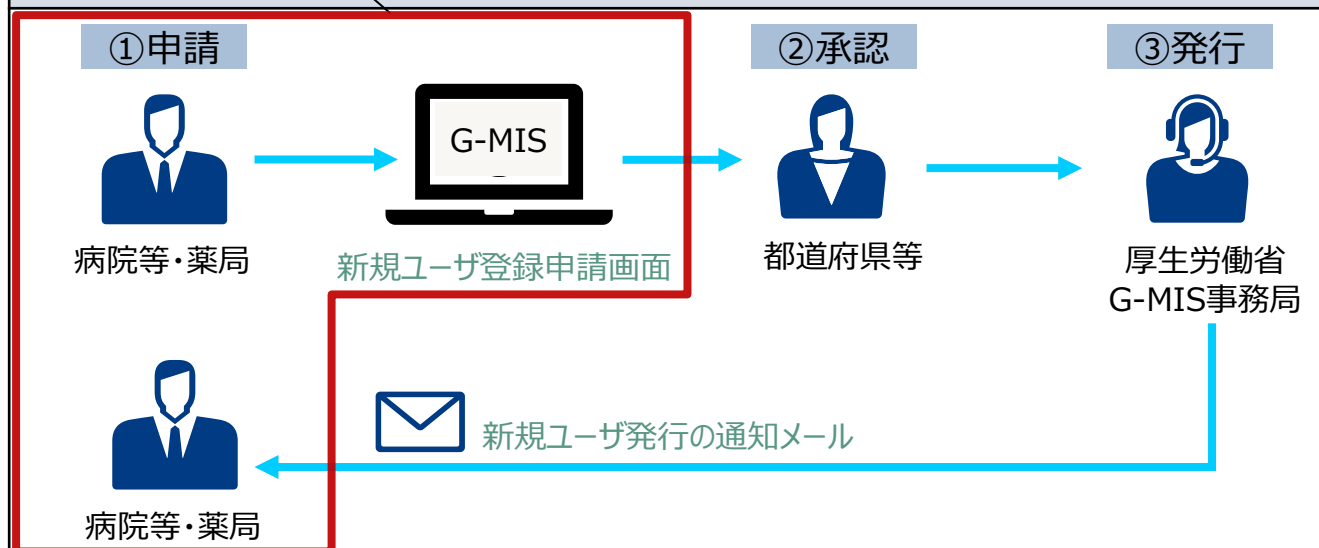 ①申請
②承認
③発行
G-MIS
病院等・薬局
新規ユーザ登録申請画面
都道府県等
厚生労働省
G-MIS事務局
新規ユーザ発行の通知メール
病院等・薬局